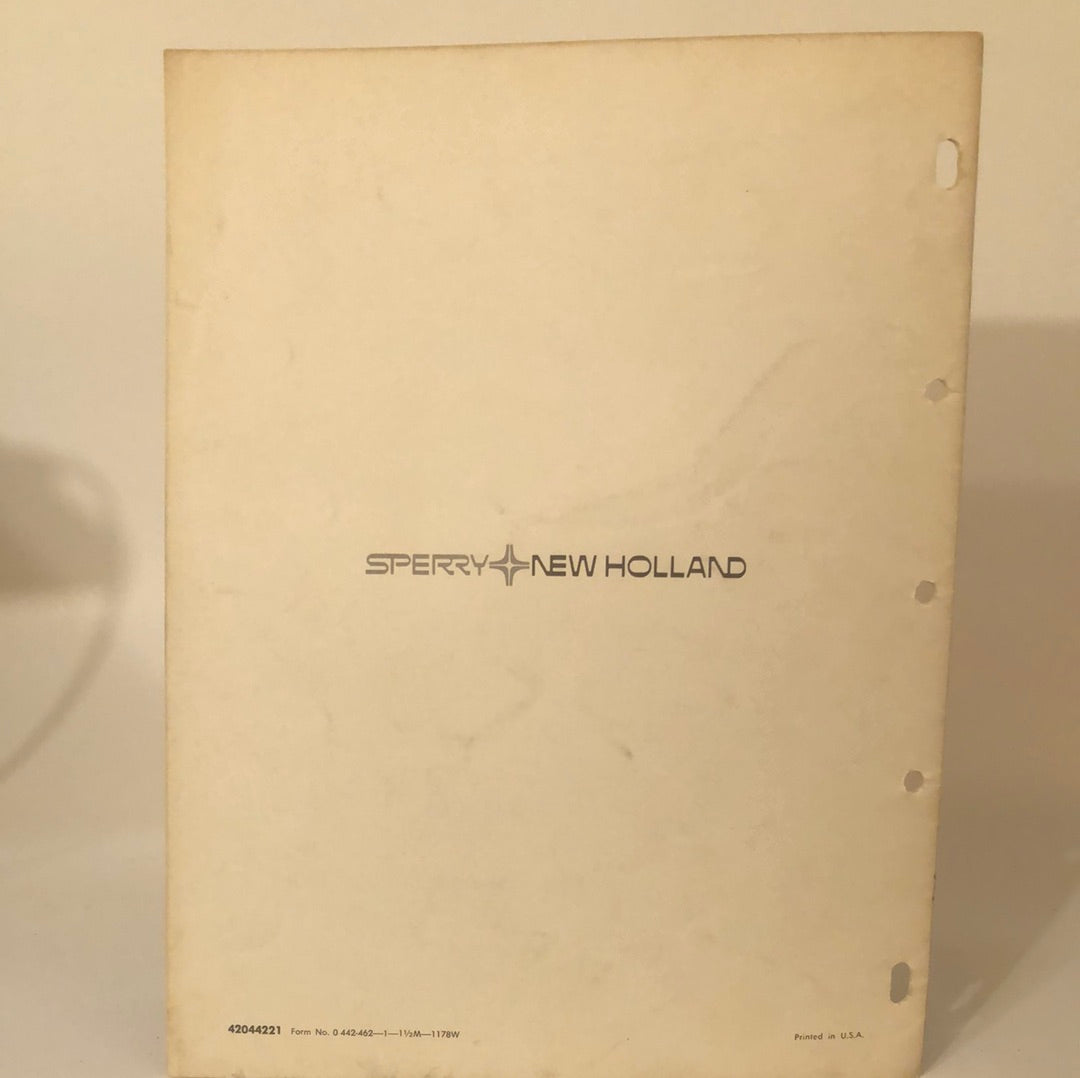 SPERRY NEW HOLLAND
42044221 Form No. 0 442-462—1—1½M—1178W
Printed in U.S.A.